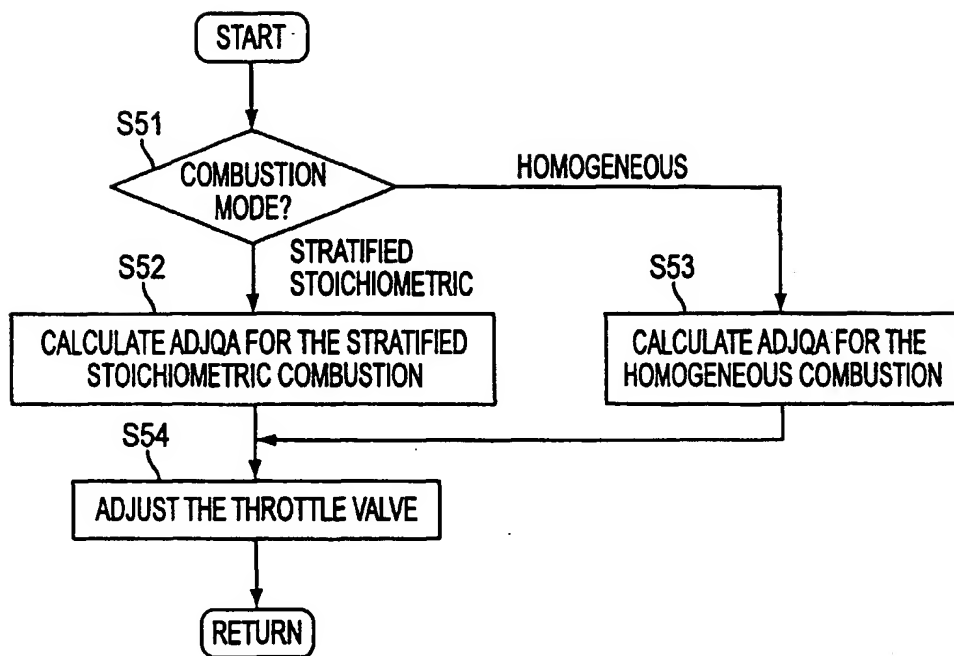 START
S51
COMBUSTION
MODE?
HOMOGENEOUS
STRATIFIED
STOICHIOMETRIC
S52
CALCULATE ADJQA FOR THE STRATIFIED
STOICHIOMETRIC COMBUSTION
S53
CALCULATE ADJQA FOR THE
HOMOGENEOUS COMBUSTION
S54
ADJUST THE THROTTLE VALVE
RETURN